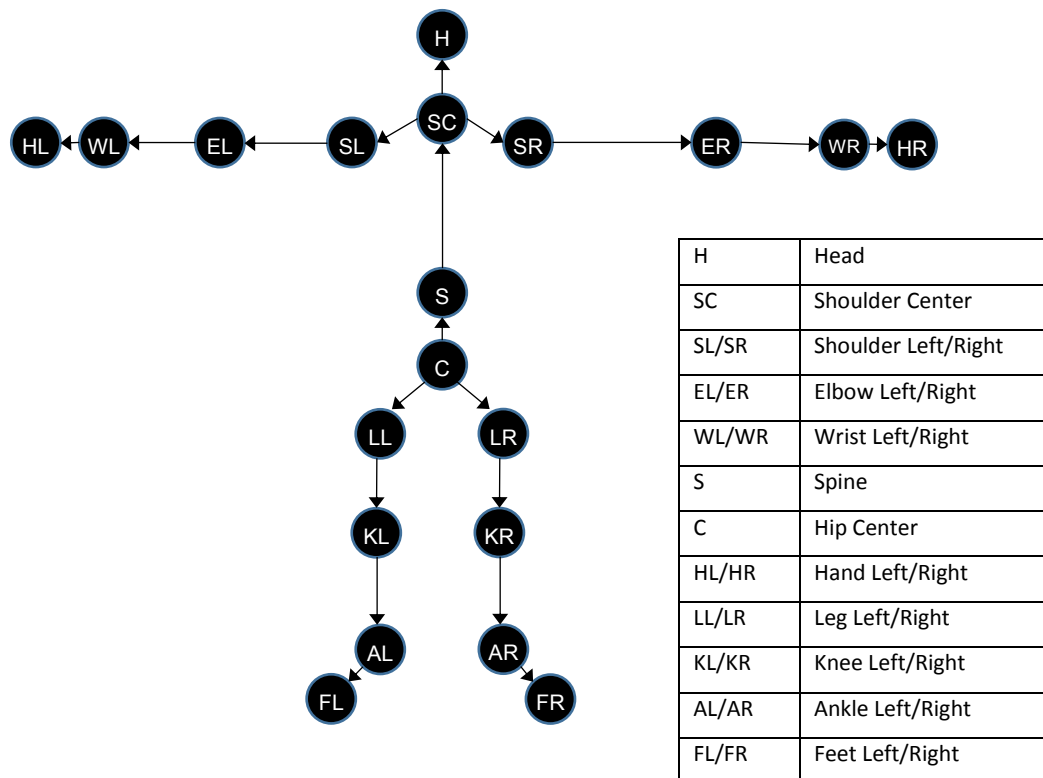 H
SC
HL WL EL SL SR ER WR HR
S
C
LL LR
KL KR
AL AR
FL FR
H Head
SC Shoulder Center
SL/SR Shoulder Left/Right
EL/ER Elbow Left/Right
WL/WR Wrist Left/Right
S Spine
C Hip Center
HL/HR Hand Left/Right
LL/LR Leg Left/Right
KL/KR Knee Left/Right
AL/AR Ankle Left/Right
FL/FR Feet Left/Right